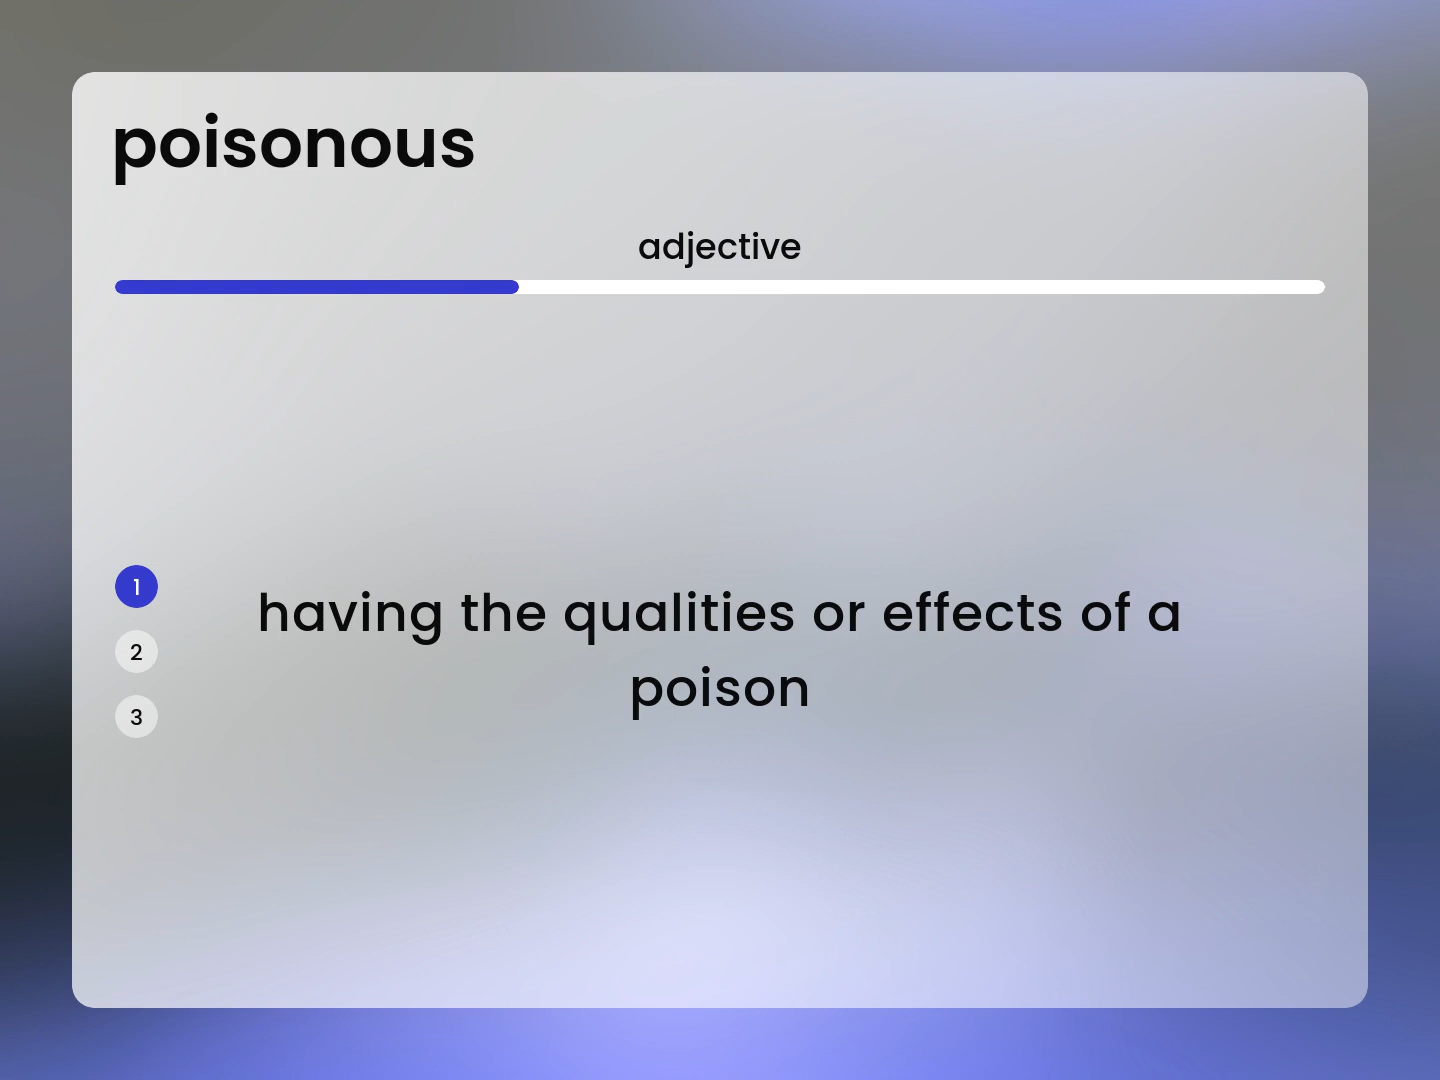 poisonous
adjective
1
having the qualities or effects of a
poison
2
3